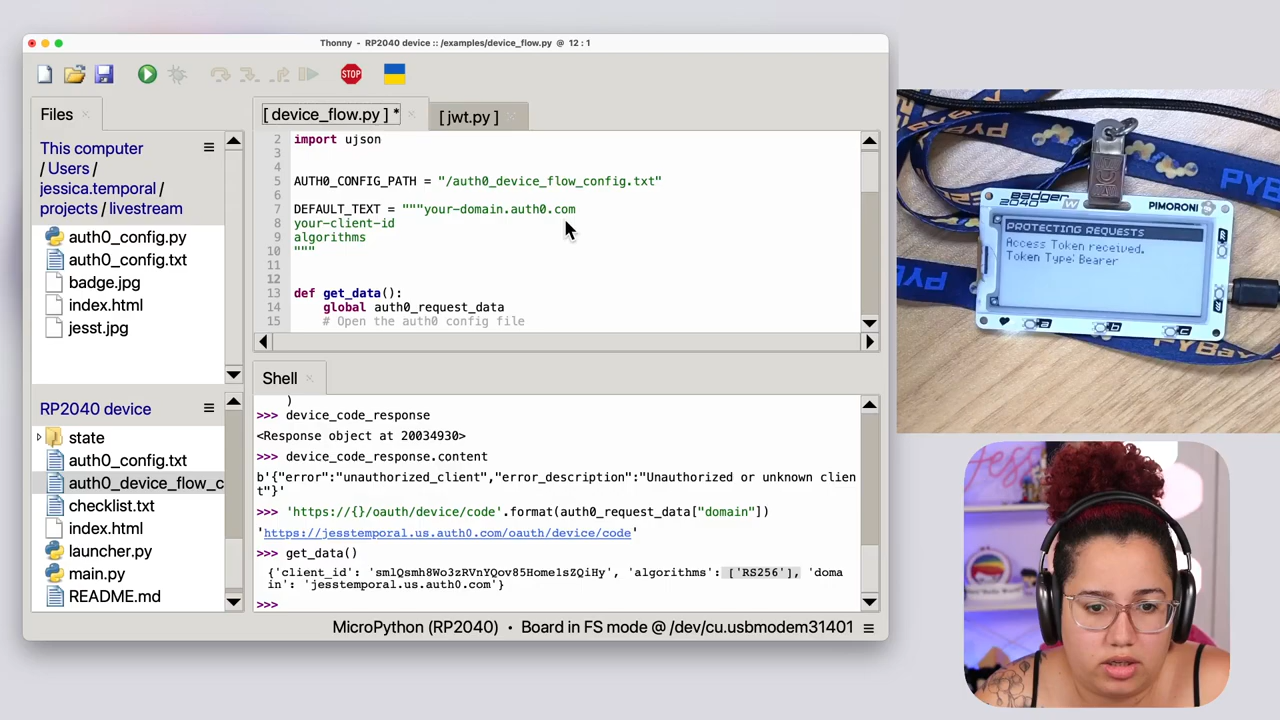 Thonny - RP2040 device :: /examples/device_flow.py @ 12 : 1
STOP
Files
[ device_flow.py ] *
[ jwt.py ]
This computer
/ Users /
jessica.temporal /
projects / livestream
auth0_config.py
auth0_config.txt
badge.jpg
index.html
jesst.jpg
2 import ujson
3
4
5 AUTH0_CONFIG_PATH = "/auth0_device_flow_config.txt"
6
7 DEFAULT_TEXT = """your-domain.auth0.com
8 your-client-id
9 algorithms
10 """
11
12
13 def get_data():
14 global auth0_request_data
15 # Open the auth0 config file
RP2040 device
state
auth0_config.txt
auth0_device_flow_c
checklist.txt
index.html
launcher.py
main.py
README.md
Shell
)
>>> device_code_response
<Response object at 20034930>
>>> device_code_response.content
b'{"error":"unauthorized_client","error_description":"Unauthorized or unknown clien
t"}'
>>> 'https://{}/oauth/device/code'.format(auth0_request_data["domain"])
'https://jesstemporal.us.auth0.com/oauth/device/code'
>>> get_data()
{'client_id': 'smlQsmh8Wo3zRVnYQov85Home1sZQiHy', 'algorithms': ['RS256'], 'doma
in': 'jesstemporal.us.auth0.com'}
>>>
MicroPython (RP2040) • Board in FS mode @ /dev/cu.usbmodem31401
badger
2040 W
PIMORONI
PROTECTING REQUESTS
Access Token received.
Token Type: Bearer
a
b
c
PYBay